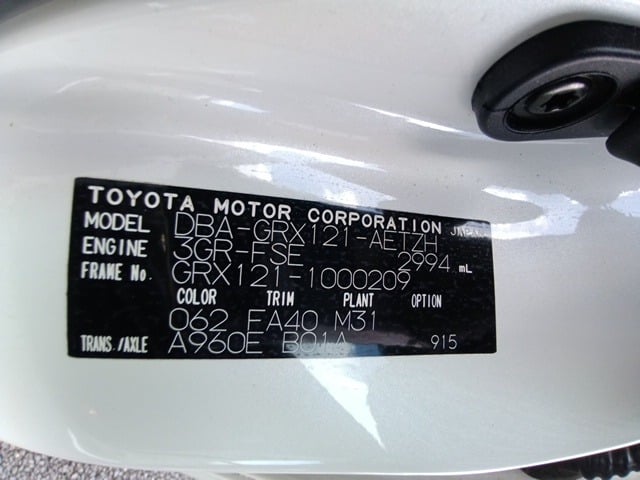 TOYOTA MOTOR CORPORATION JAPAN
MODEL DBA-GRX121-AETZH
ENGINE 3GR-FSE 2994 mL
FRAME No. GRX121-1000209
COLOR TRIM PLANT OPTION
062 FA40 M31
TRANS./AXLE A960E B01A 915